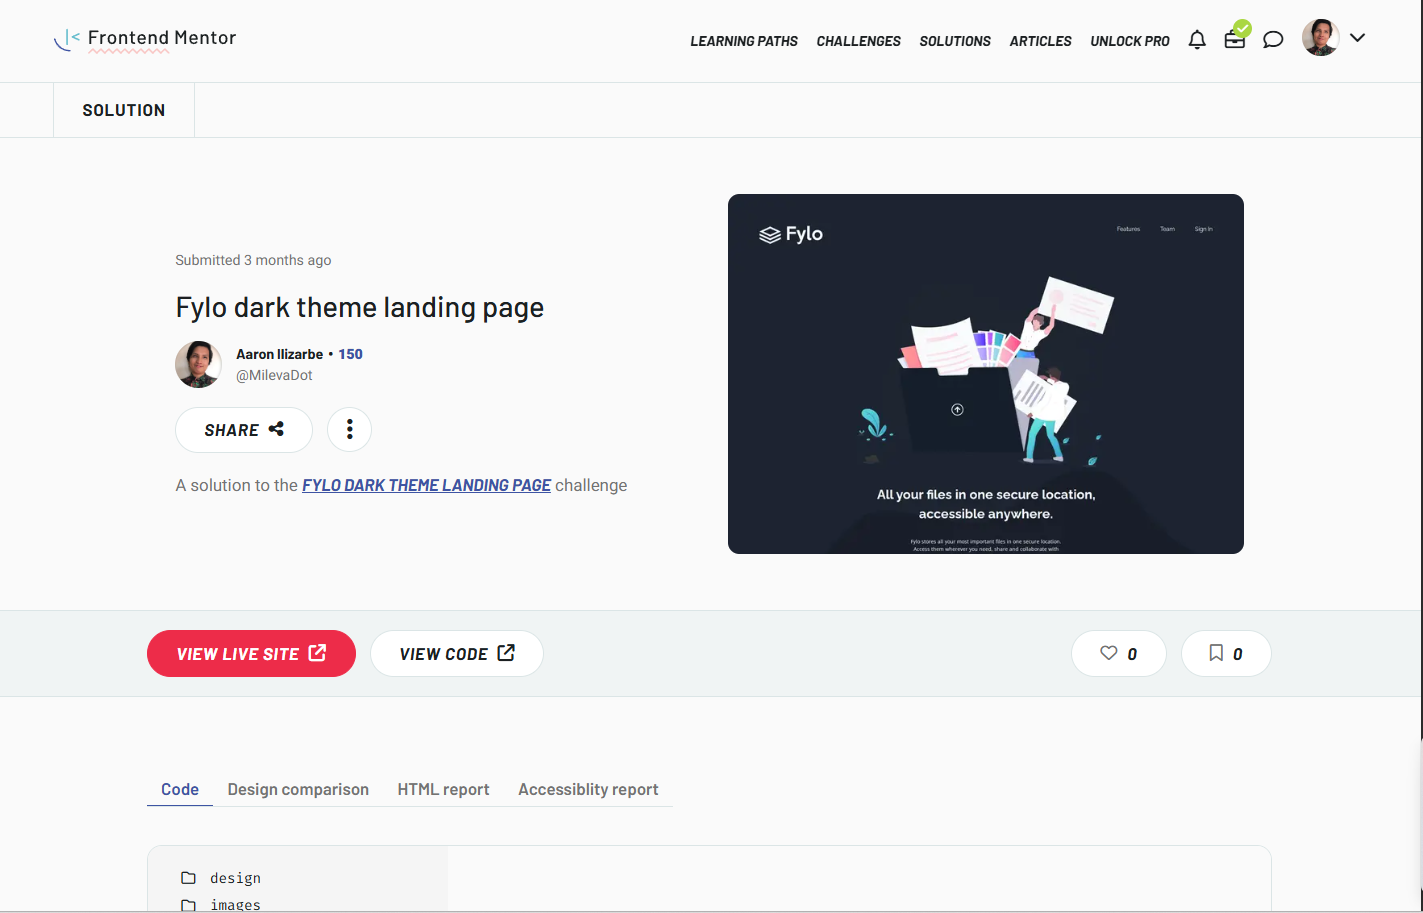 Frontend Mentor
LEARNING PATHS CHALLENGES SOLUTIONS ARTICLES UNLOCK PRO
SOLUTION
Submitted 3 months ago
Fylo dark theme landing page
Aaron Ilizarbe • 150
@MilevaDot
SHARE
A solution to the FYLO DARK THEME LANDING PAGE challenge
Fylo
Features Team Sign In
All your files in one secure location,
accessible anywhere.
Fylo stores all your most important files in one secure location.
Access them wherever you need, share and collaborate with
VIEW LIVE SITE VIEW CODE 0 0
Code Design comparison HTML report Accessiblity report
design
images